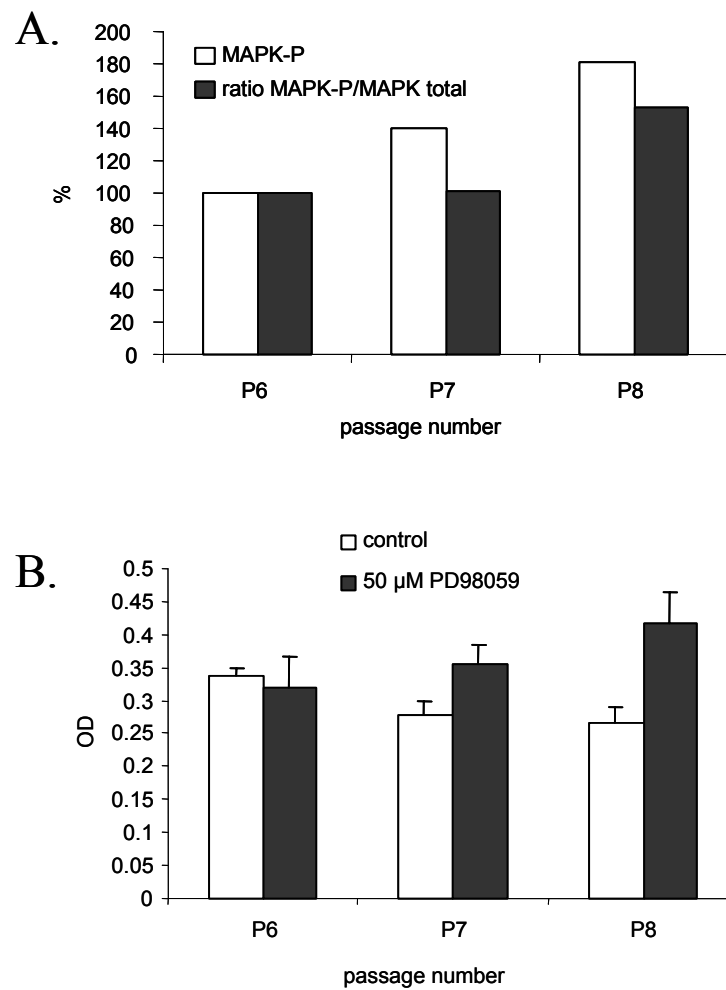 A.
MAPK-P
ratio MAPK-P/MAPK total
200
180
160
140
120
100
80
60
40
20
0
%
P6 P7 P8
passage number
B.
control
50 µM PD98059
0.5
0.45
0.4
0.35
0.3
0.25
0.2
0.15
0.1
0.05
0
OD
P6 P7 P8
passage number